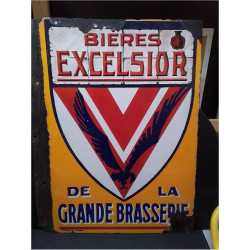 BIÈRES
EXCELSIOR
DE LA
GRANDE BRASSERIE